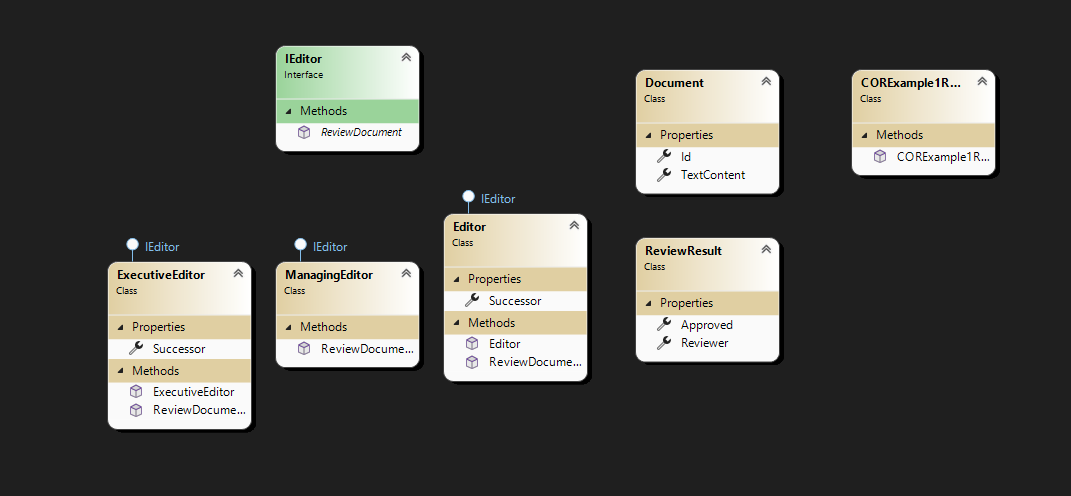 IEditor
Interface
Methods
ReviewDocument
Document
Class
Properties
Id
TextContent
CORExample1R...
Class
Methods
CORExample1R...
IEditor
ExecutiveEditor
Class
Properties
Successor
Methods
ExecutiveEditor
ReviewDocume...
IEditor
ManagingEditor
Class
Methods
ReviewDocume...
IEditor
Editor
Class
Properties
Successor
Methods
Editor
ReviewDocume...
ReviewResult
Class
Properties
Approved
Reviewer